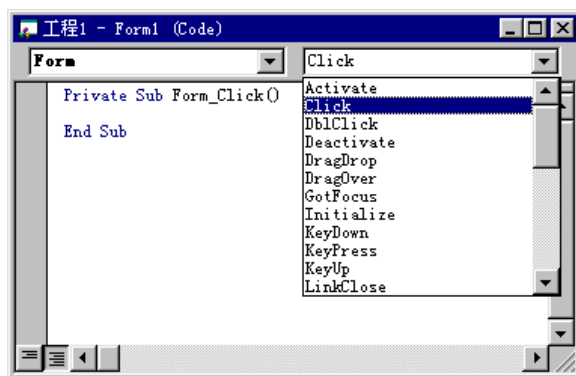 工程1 - Form1 (Code)
Form
Click
Private Sub Form_Click()
End Sub
Activate
Click
DblClick
Deactivate
DragDrop
DragOver
GotFocus
Initialize
KeyDown
KeyPress
KeyUp
LinkClose